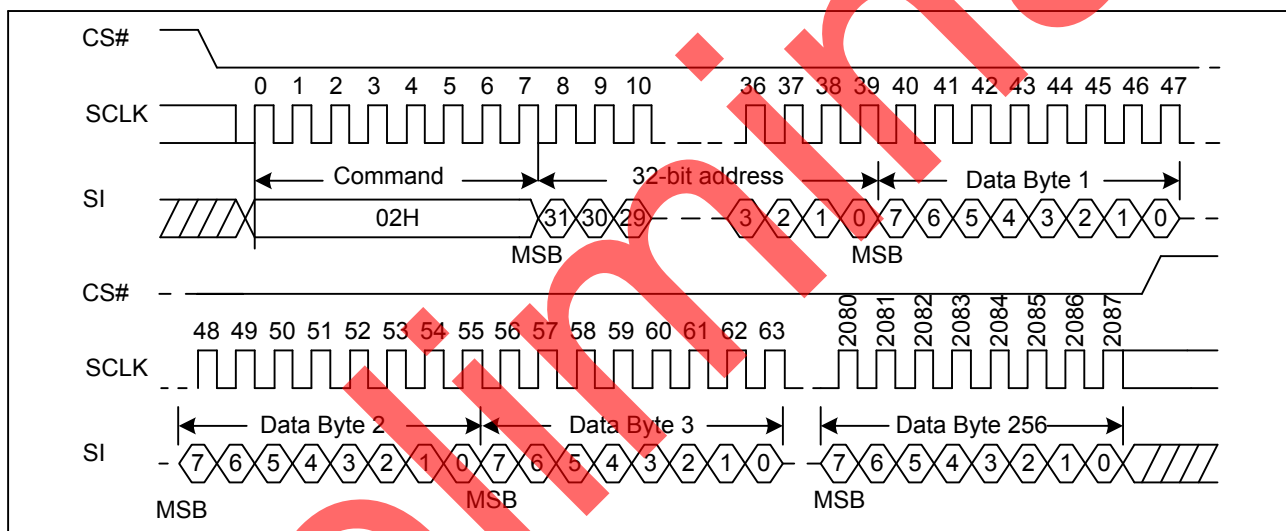 CS#
0 1 2 3 4 5 6 7 8 9 10 36 37 38 39 40 41 42 43 44 45 46 47
SCLK
Command 32-bit address Data Byte 1
SI
02H 31 30 29 3 2 1 0 7 6 5 4 3 2 1 0
MSB MSB
CS#
48 49 50 51 52 53 54 55 56 57 58 59 60 61 62 63 2080 2081 2082 2083 2084 2085 2086 2087
SCLK
Data Byte 2 Data Byte 3 Data Byte 256
SI
7 6 5 4 3 2 1 0 7 6 5 4 3 2 1 0 7 6 5 4 3 2 1 0
MSB MSB MSB